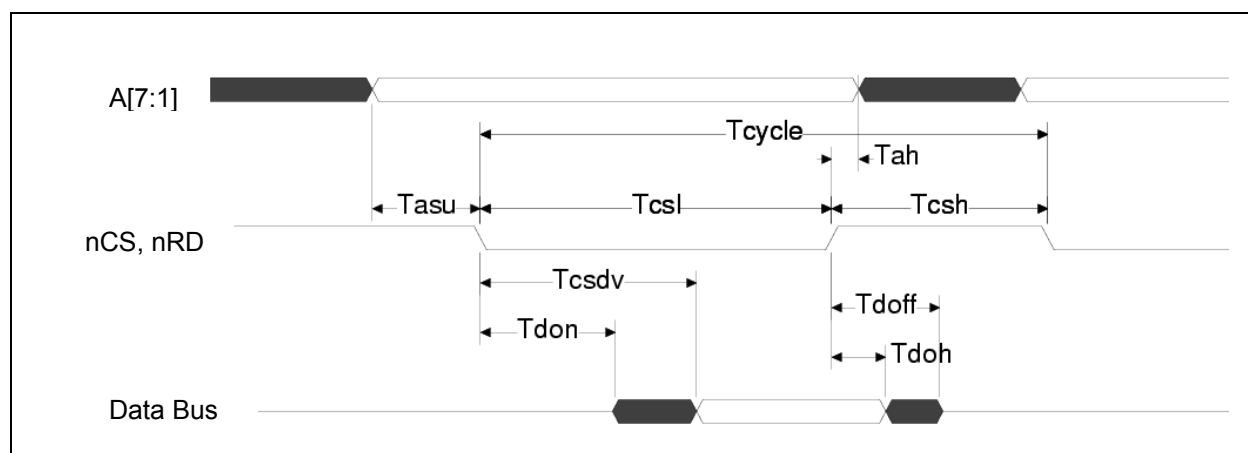 A[7:1]
Tcycle
Tah
Tasu
Tcsl
Tcsh
nCS, nRD
Tcsdv
Tdoff
Tdon
Tdoh
Data Bus